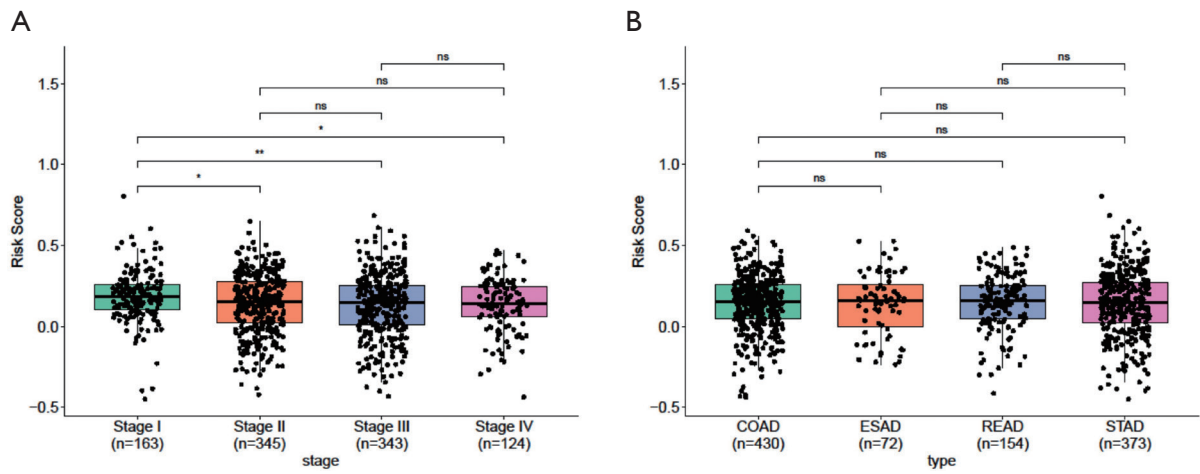 A
Risk Score
1.5
1.0
0.5
0.0
−0.5
ns
ns
ns
*
**
*
Stage I
(n=163)
Stage II
(n=345)
Stage III
(n=343)
Stage IV
(n=124)
stage
B
Risk Score
1.5
1.0
0.5
0.0
−0.5
ns
ns
ns
ns
ns
ns
COAD
(n=430)
ESAD
(n=72)
READ
(n=154)
STAD
(n=373)
type